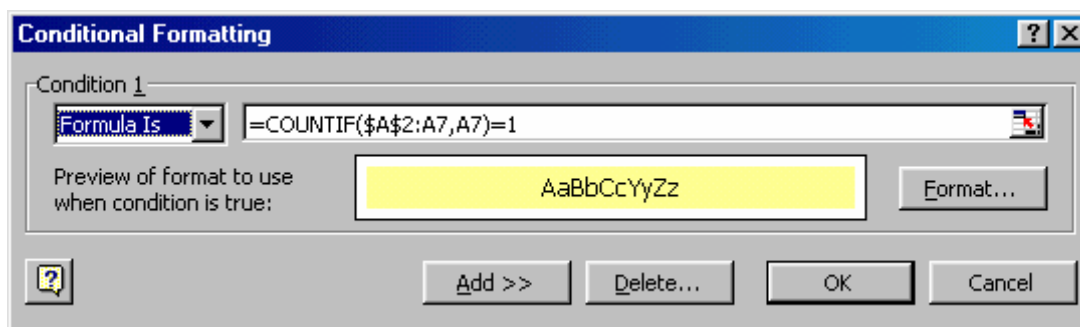 Conditional Formatting
Condition 1
Formula Is
=COUNTIF($A$2:A7,A7)=1
Preview of format to use
when condition is true:
AaBbCcYyZz
Format...
Add >>
Delete...
OK
Cancel